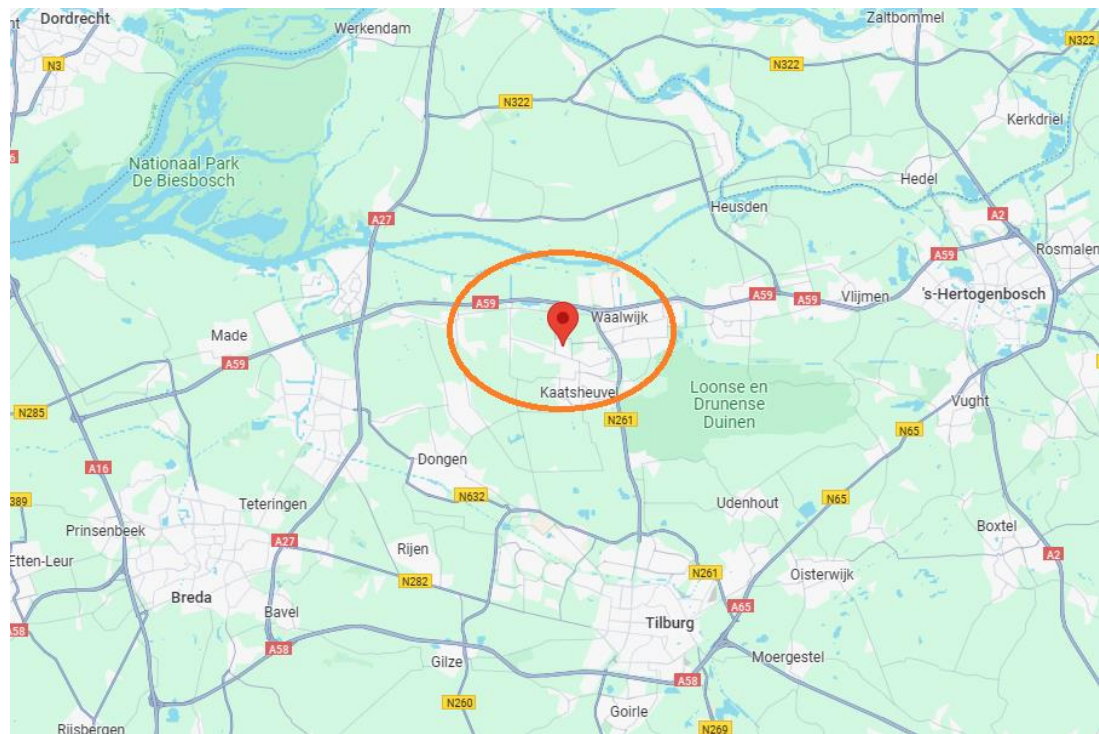 Dordrecht
Zaltbommel
Werkendam
N322
N3
N322
N322
Kerkdriel
Nationaal Park
De Biesbosch
Hedel
Heusden
A27
A2
Rosmalen
A59
A59
A59
A59
Vlijmen
's-Hertogenbosch
Waalwijk
Made
A59
Kaatsheuvel
Loonse en
Drunense
Duinen
Vught
N285
N261
N65
Dongen
A16
N632
N65
389
Teteringen
Udenhout
Prinsenbeek
Boxtel
A27
Rijen
Etten-Leur
N282
N261
Oisterwijk
A2
Breda
Bavel
A65
Tilburg
A58
A58
Gilze
Moergestel
A58
N260
Goirle
N269
Rijsbergen